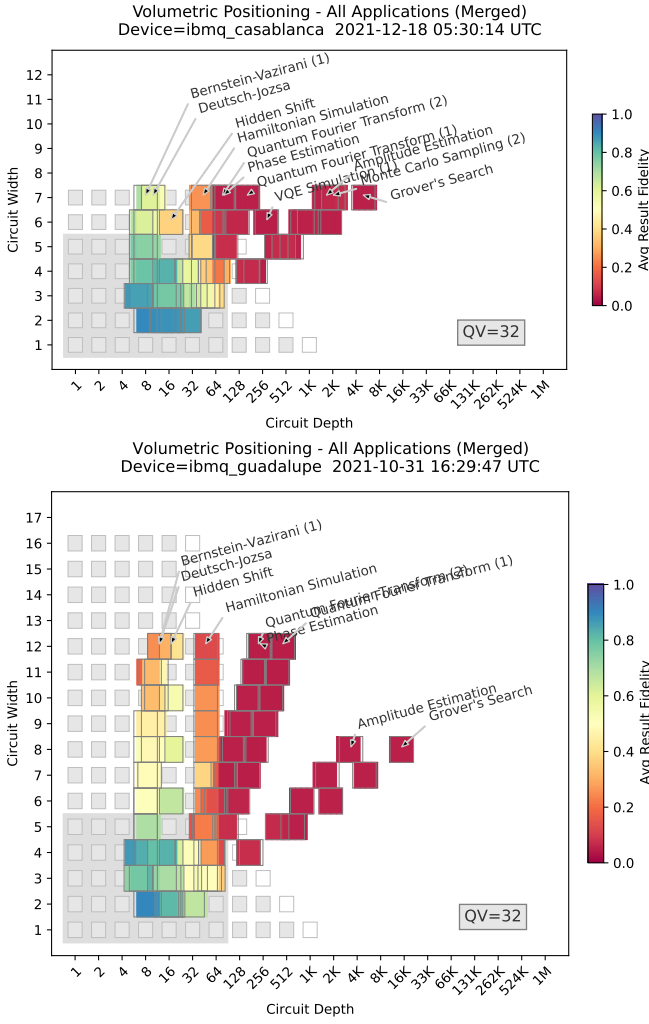 Volumetric Positioning - All Applications (Merged)
Device=ibmq_casablanca 2021-12-18 05:30:14 UTC
Bernstein-Vazirani (1)
Deutsch-Jozsa
Hidden Shift
Hamiltonian Simulation
Quantum Fourier Transform (2)
Phase Estimation
Quantum Fourier Transform (1)
Amplitude Estimation
VQE Simulation (1)
Monte Carlo Sampling (2)
Grover's Search
Circuit Width
12
11
10
9
8
7
6
5
4
3
2
1
QV=32
1 2 4 8 16 32 64 128 256 512 1K 2K 4K 8K 16K 33K 66K 131K 262K 524K 1M
Circuit Depth
1.0
0.8
0.6
0.4
0.2
0.0
Avg Result Fidelity
Volumetric Positioning - All Applications (Merged)
Device=ibmq_guadalupe 2021-10-31 16:29:47 UTC
Bernstein-Vazirani (1)
Deutsch-Jozsa
Hidden Shift
Hamiltonian Simulation
Quantum Fourier Transform (2)
Quantum Fourier Transform (1)
Phase Estimation
Amplitude Estimation
Grover's Search
Circuit Width
17
16
15
14
13
12
11
10
9
8
7
6
5
4
3
2
1
QV=32
1 2 4 8 16 32 64 128 256 512 1K 2K 4K 8K 16K 33K 66K 131K 262K 524K 1M
Circuit Depth
1.0
0.8
0.6
0.4
0.2
0.0
Avg Result Fidelity